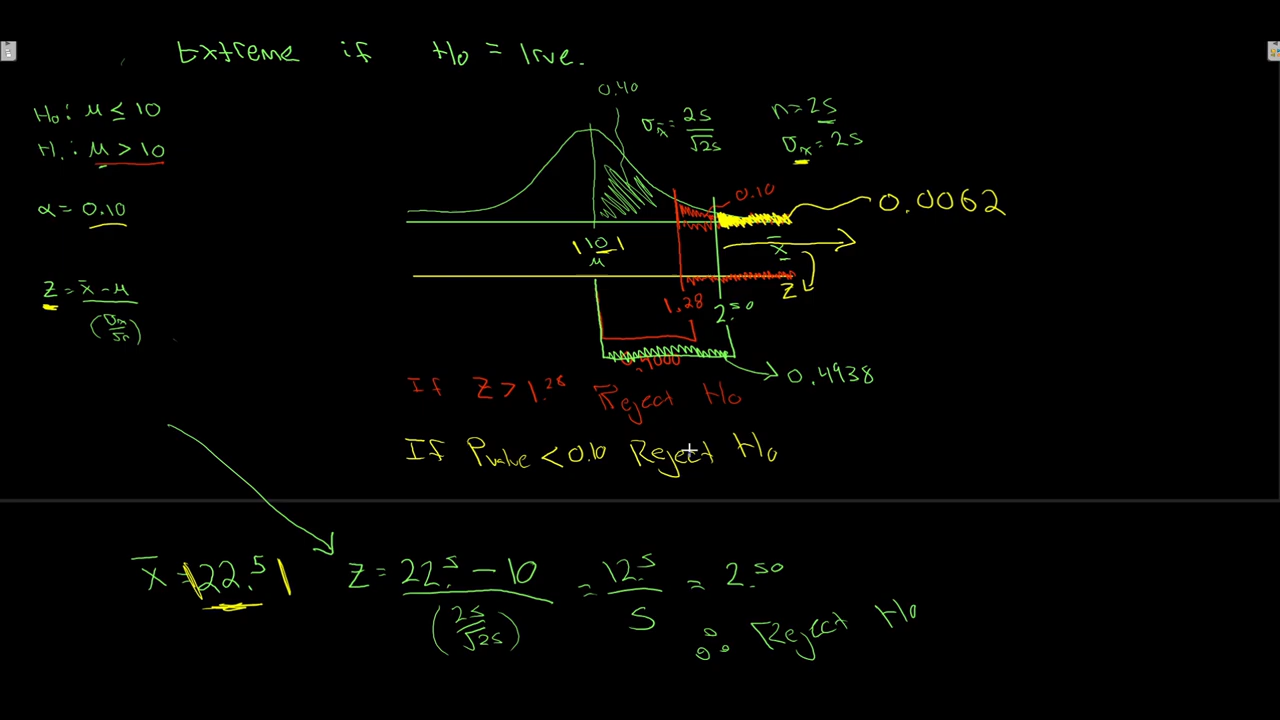 Extreme if H₀ = true.
H₀: μ ≤ 10
H₁: μ > 10
α = 0.10
Z = x̄ - μ / (σx/√n)
0.40
σx̄ = 25/√25
n = 25
σx = 25
0.10
0.0062
10
μ
x̄
Z
1.28
2.50
0.4000
0.4938
If Z > 1.28 Reject H₀
If Pvalue < 0.10 Reject H₀
x̄ = 22.5
Z = 22.5 - 10 / (25/√25) = 12.5 / 5 = 2.50
∴ Reject H₀